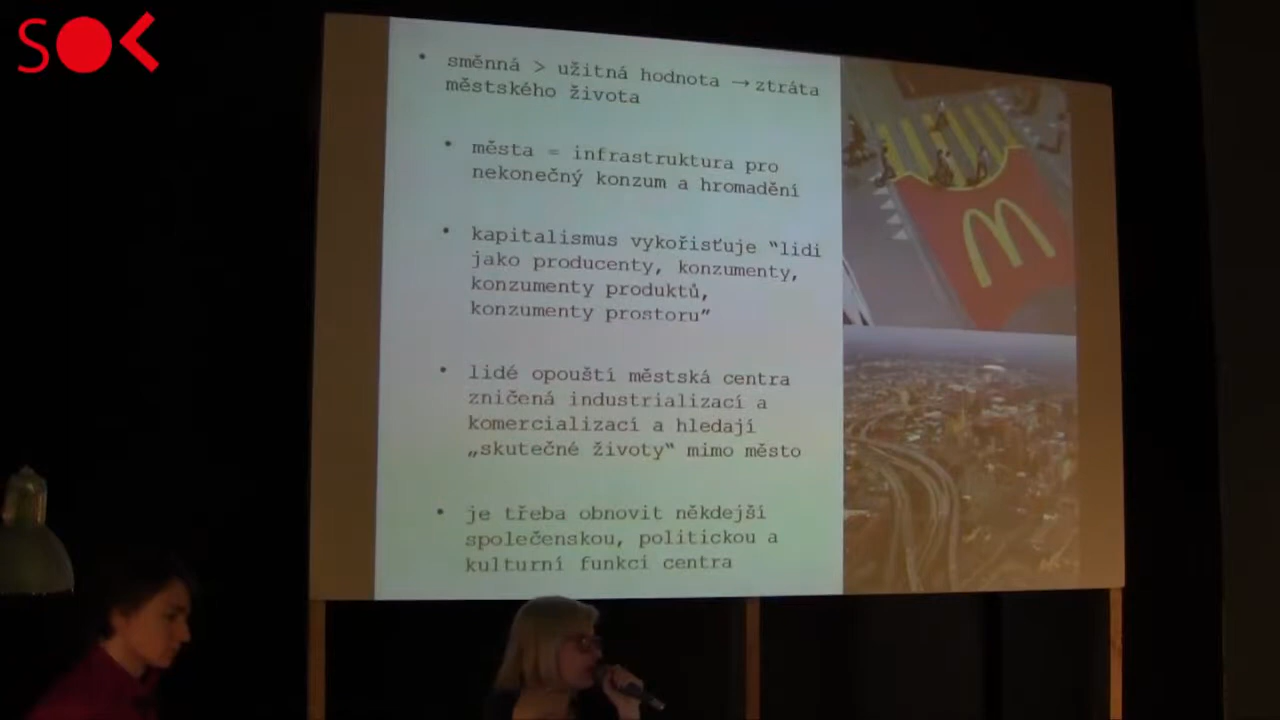 SOK
• směnná > užitná hodnota → ztráta
městského života
• města = infrastruktura pro
nekonečný konzum a hromadění
• kapitalismus vykořisťuje "lidi
jako producenty, konzumenty,
konzumenty produktů,
konzumenty prostoru"
• lidé opouští městská centra
zničená industrializací a
komercializací a hledají
„skutečné životy“ mimo město
• je třeba obnovit někdejší
společenskou, politickou a
kulturní funkci centra